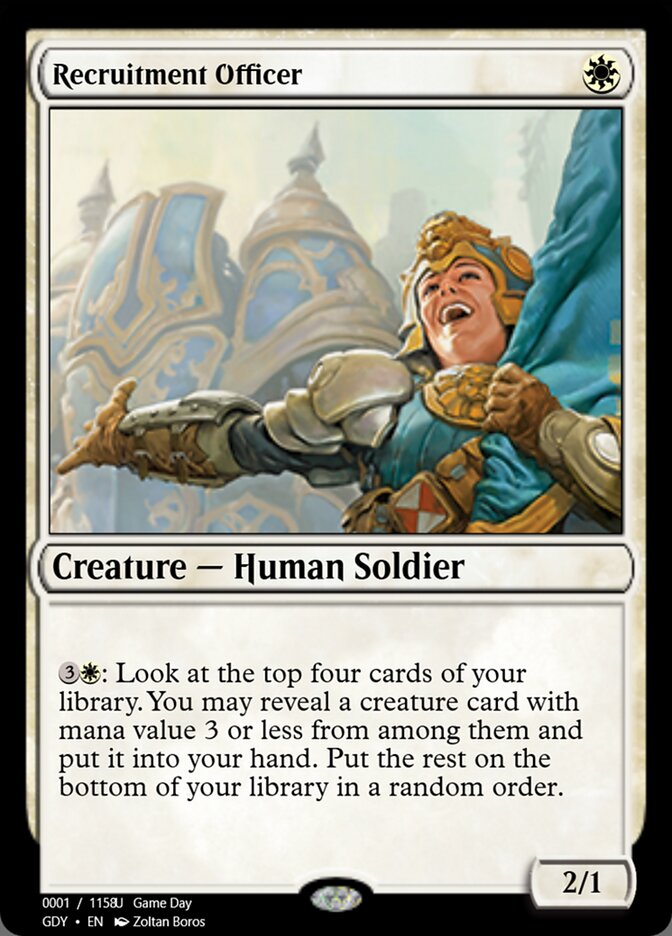 Recruitment Officer
Creature — Human Soldier
3: Look at the top four cards of your
library. You may reveal a creature card with
mana value 3 or less from among them and
put it into your hand. Put the rest on the
bottom of your library in a random order.
2/1
0001 / 1158U Game Day
GDY • EN Zoltan Boros